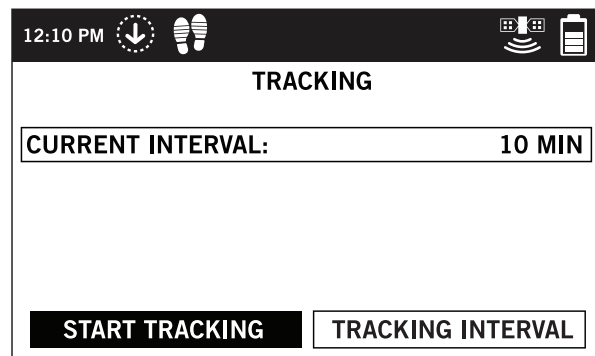 12:10 PM
TRACKING
CURRENT INTERVAL: 10 MIN
START TRACKING TRACKING INTERVAL